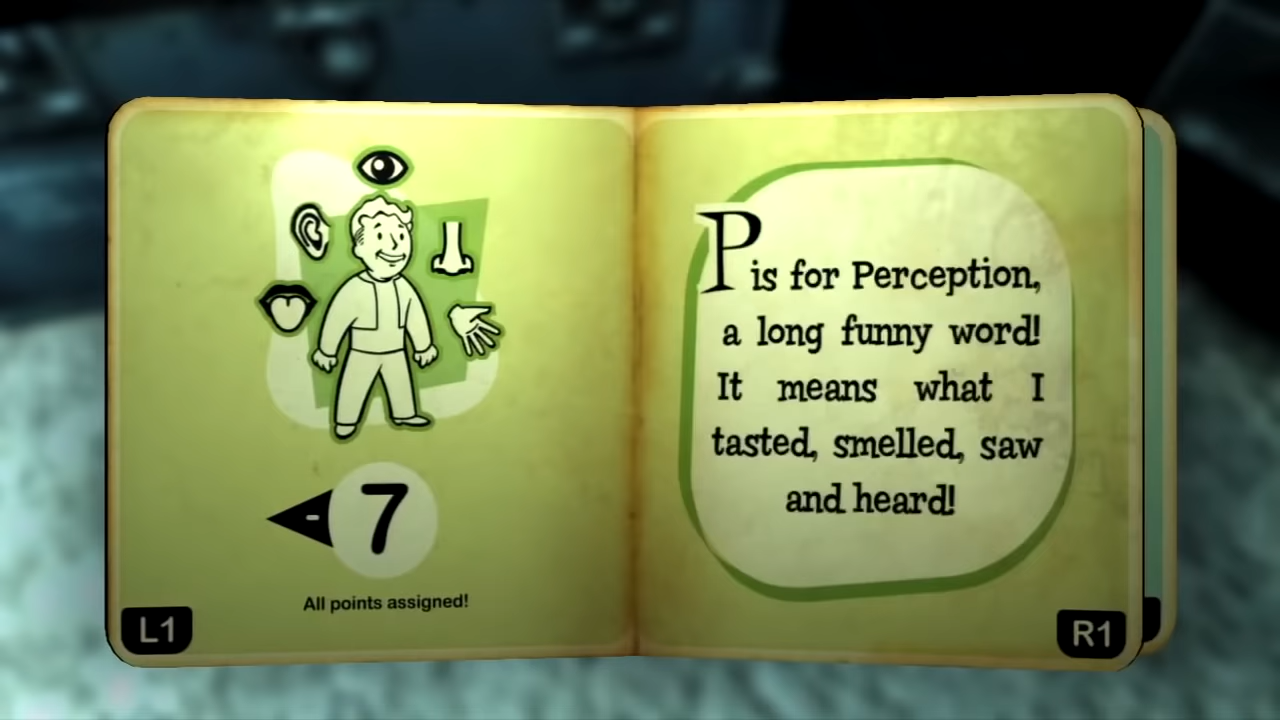 -
7
All points assigned!
L1
P is for Perception,
a long funny word!
It means what I
tasted, smelled, saw
and heard!
R1